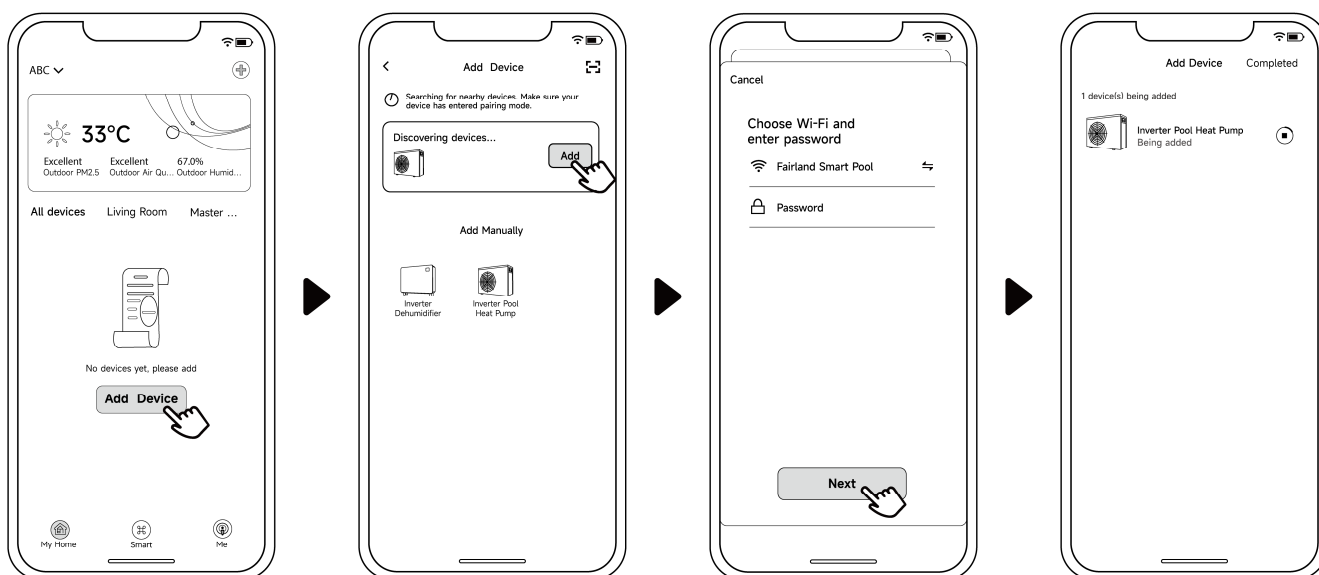 ABC
33°C
Excellent Excellent 67.0%
Outdoor PM2.5 Outdoor Air Qu... Outdoor Humid...
All devices Living Room Master ...
No devices yet, please add
Add Device
My Home Smart Me
Add Device
Searching for nearby devices. Make sure your
device has entered pairing mode.
Discovering devices...
Add
Add Manually
Inverter
Dehumidifier
Inverter Pool
Heat Pump
Cancel
Choose Wi-Fi and
enter password
Fairland Smart Pool
Password
Next
Add Device Completed
1 device(s) being added
Inverter Pool Heat Pump
Being added